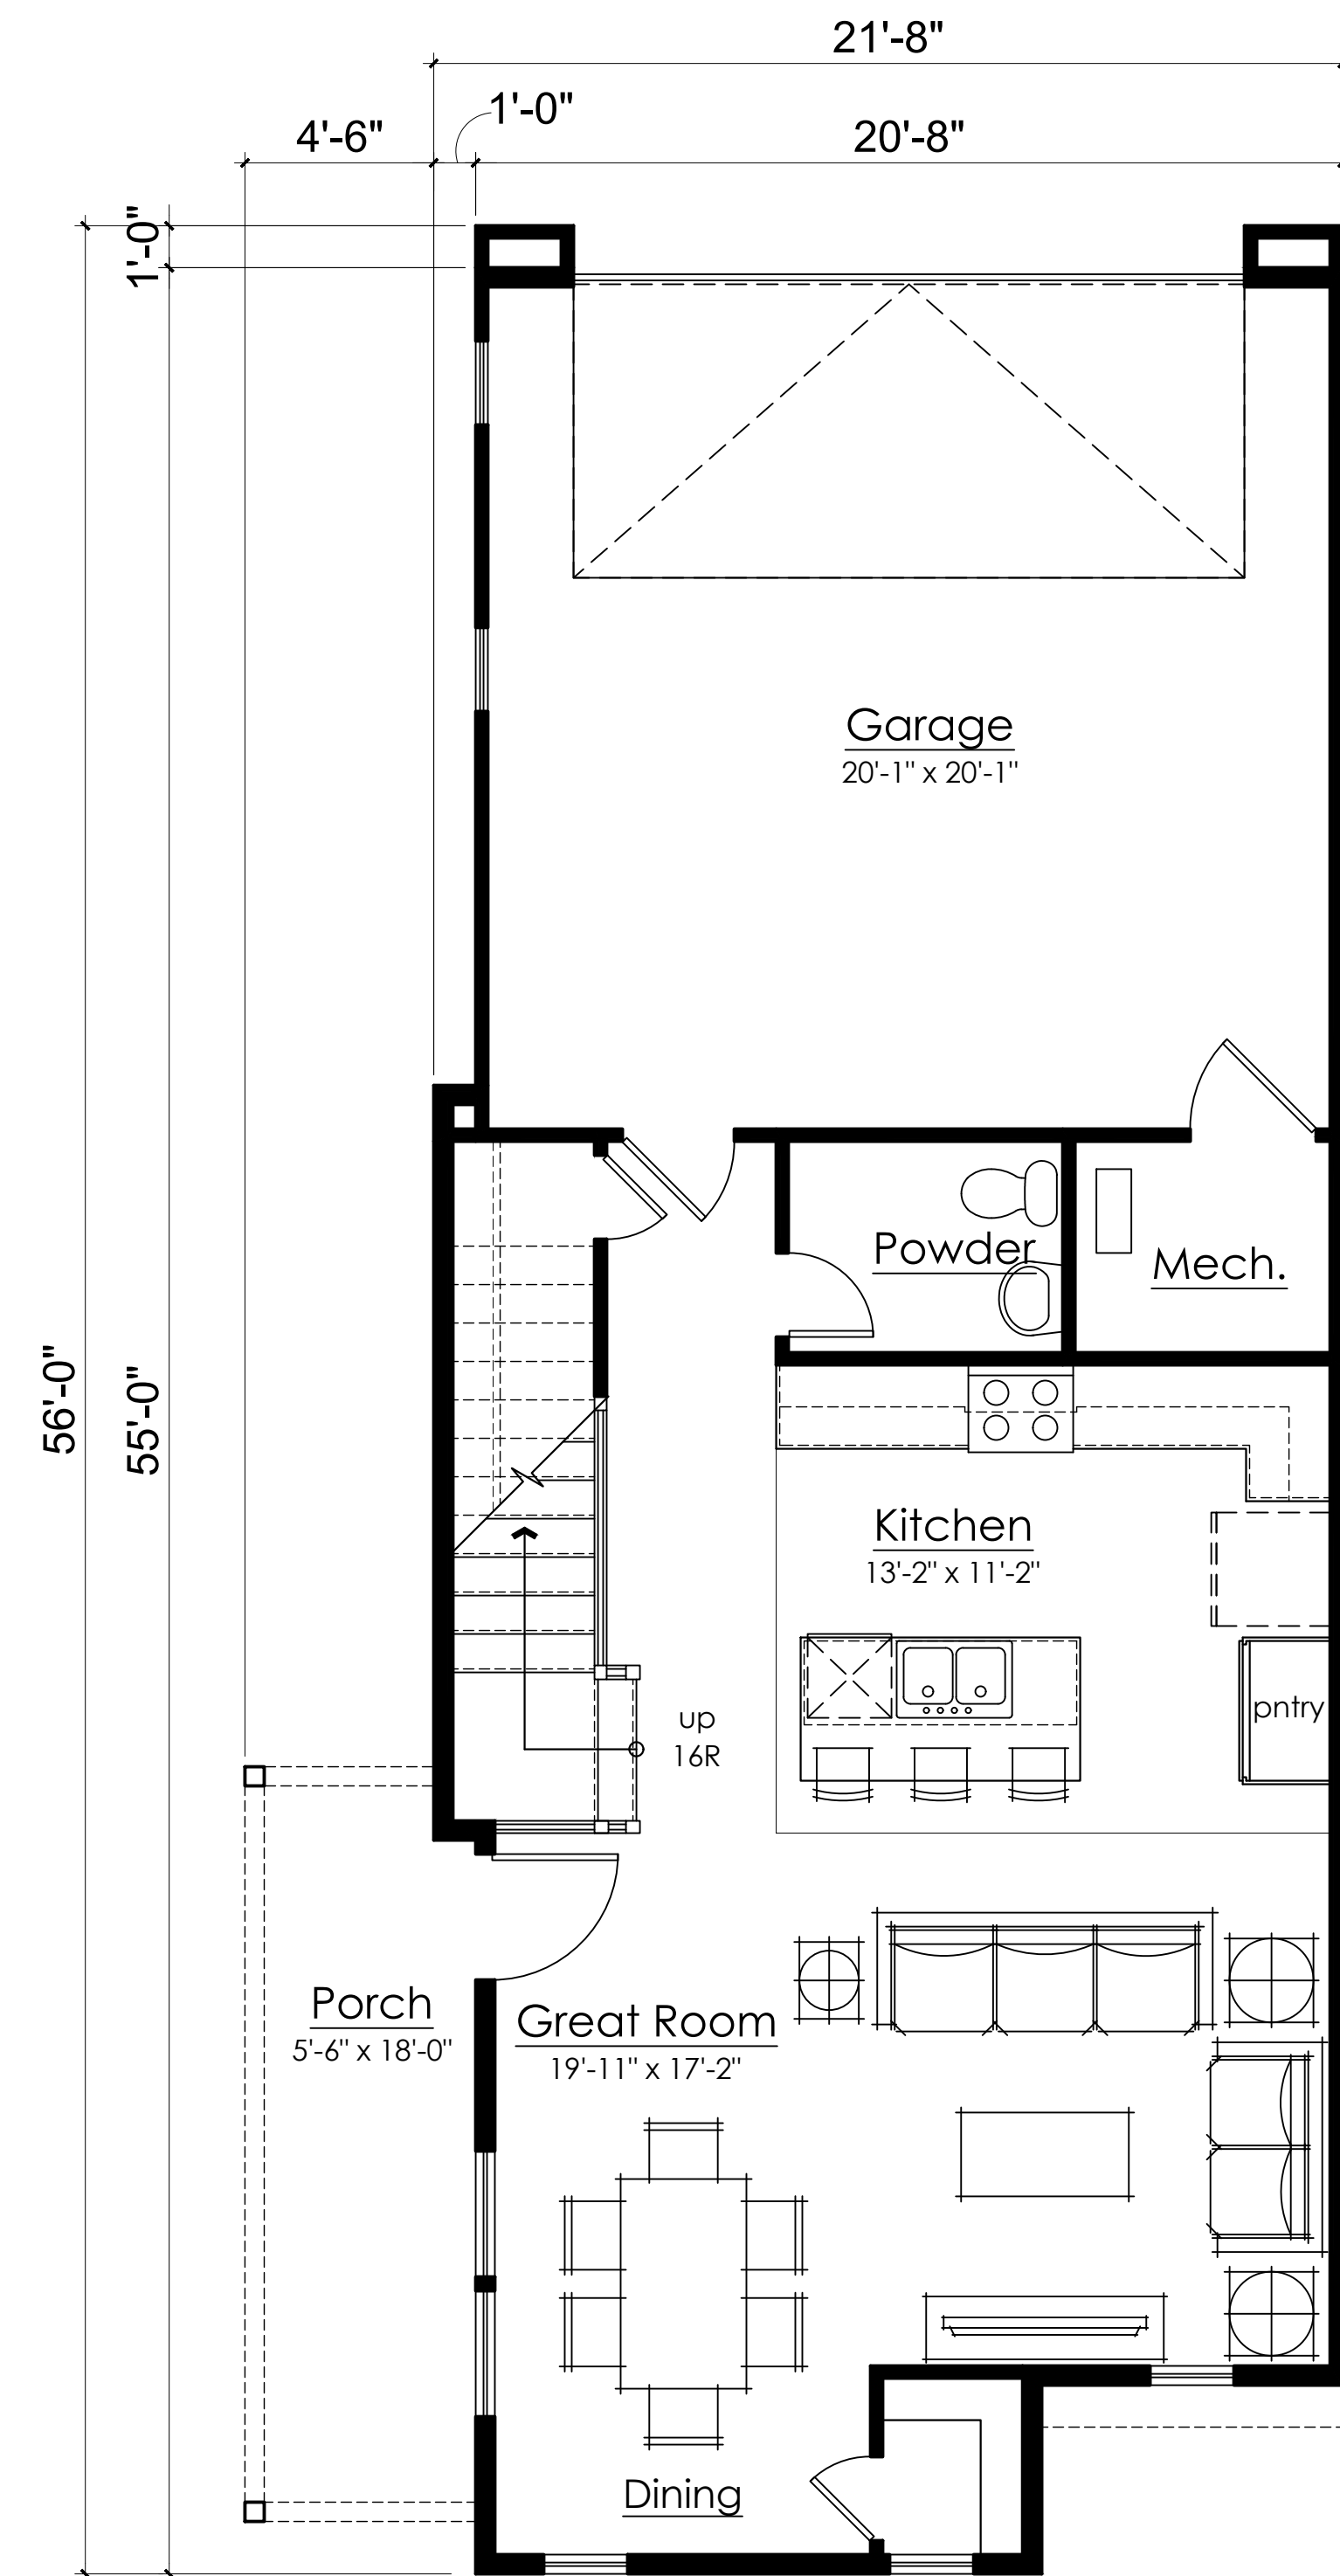 21'-8"
1'-0"
4'-6"
20'-8"
1'-0"
Garage
20'-1" x 20'-1"
Powder
Mech.
56'-0"
55'-0"
Kitchen
13'-2" x 11'-2"
up
16R
pntry
Porch
5'-6" x 18'-0"
Great Room
19'-11" x 17'-2"
Dining